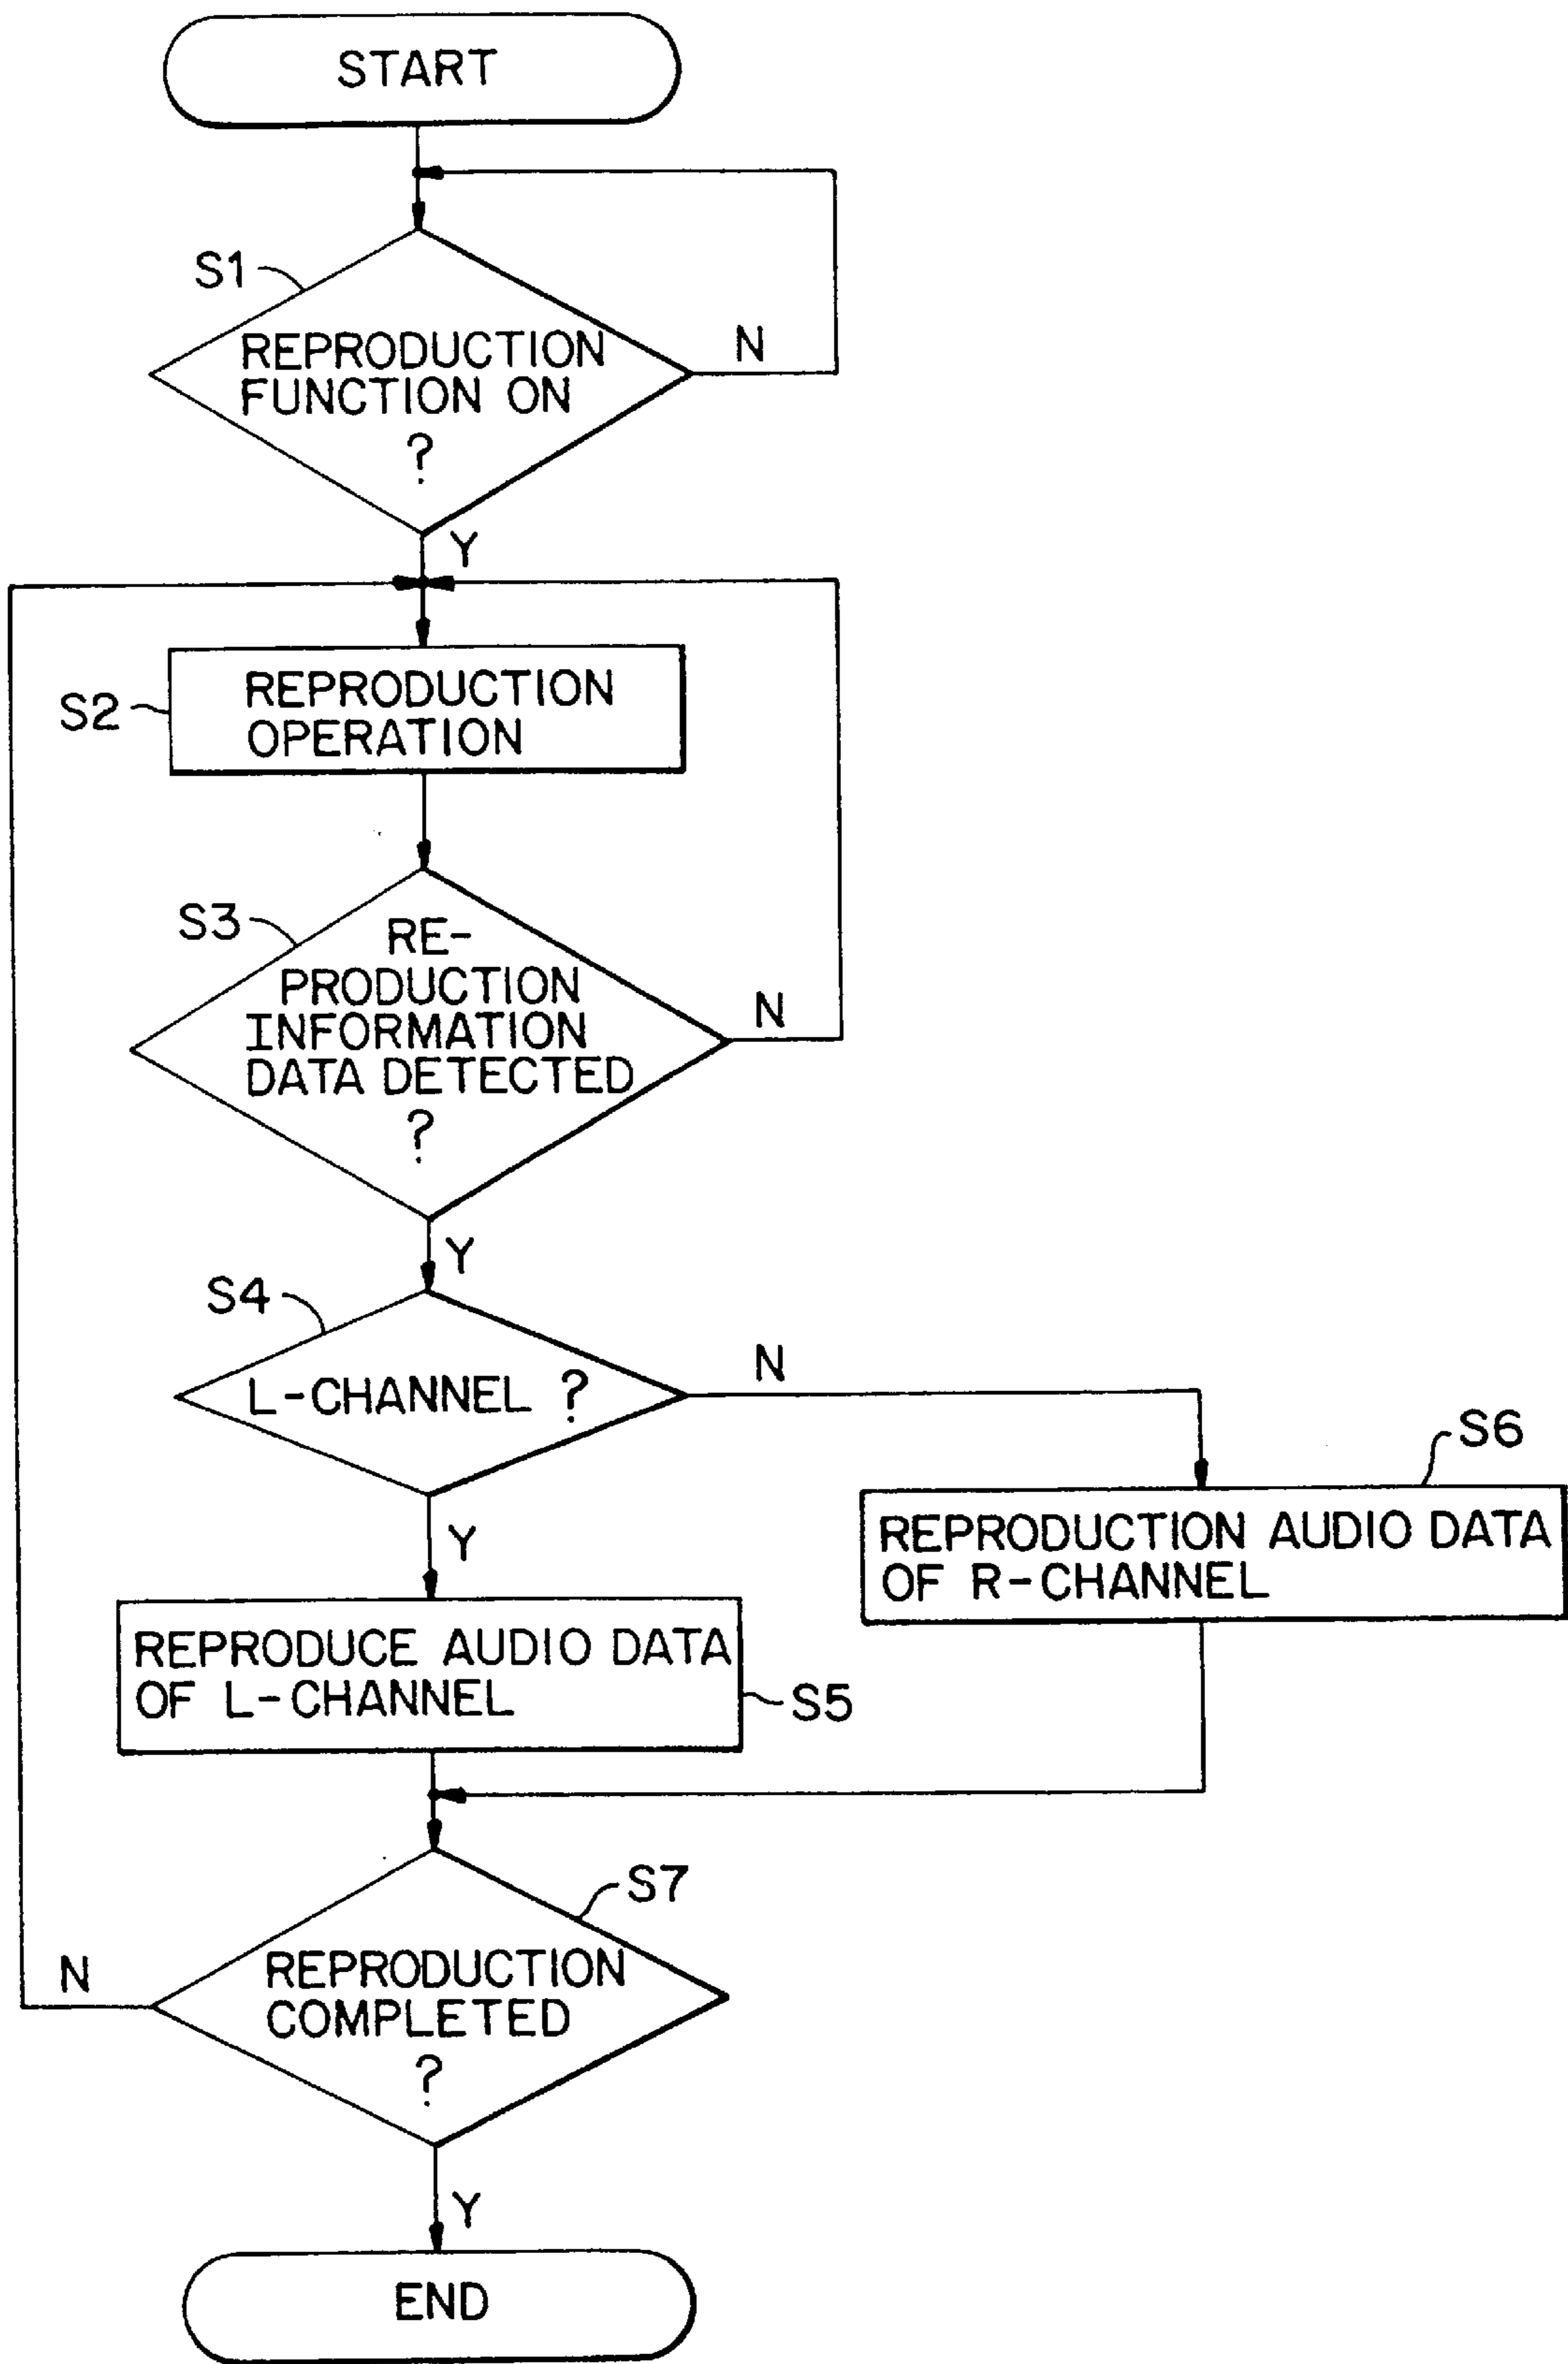 START
S1
REPRODUCTION
FUNCTION ON
?
N
Y
S2
REPRODUCTION
OPERATION
S3
RE-
PRODUCTION
INFORMATION
DATA DETECTED
?
N
Y
S4
L-CHANNEL ?
N
Y
S6
REPRODUCTION AUDIO DATA
OF R-CHANNEL
REPRODUCE AUDIO DATA
OF L-CHANNEL
S5
S7
REPRODUCTION
COMPLETED
?
N
Y
END